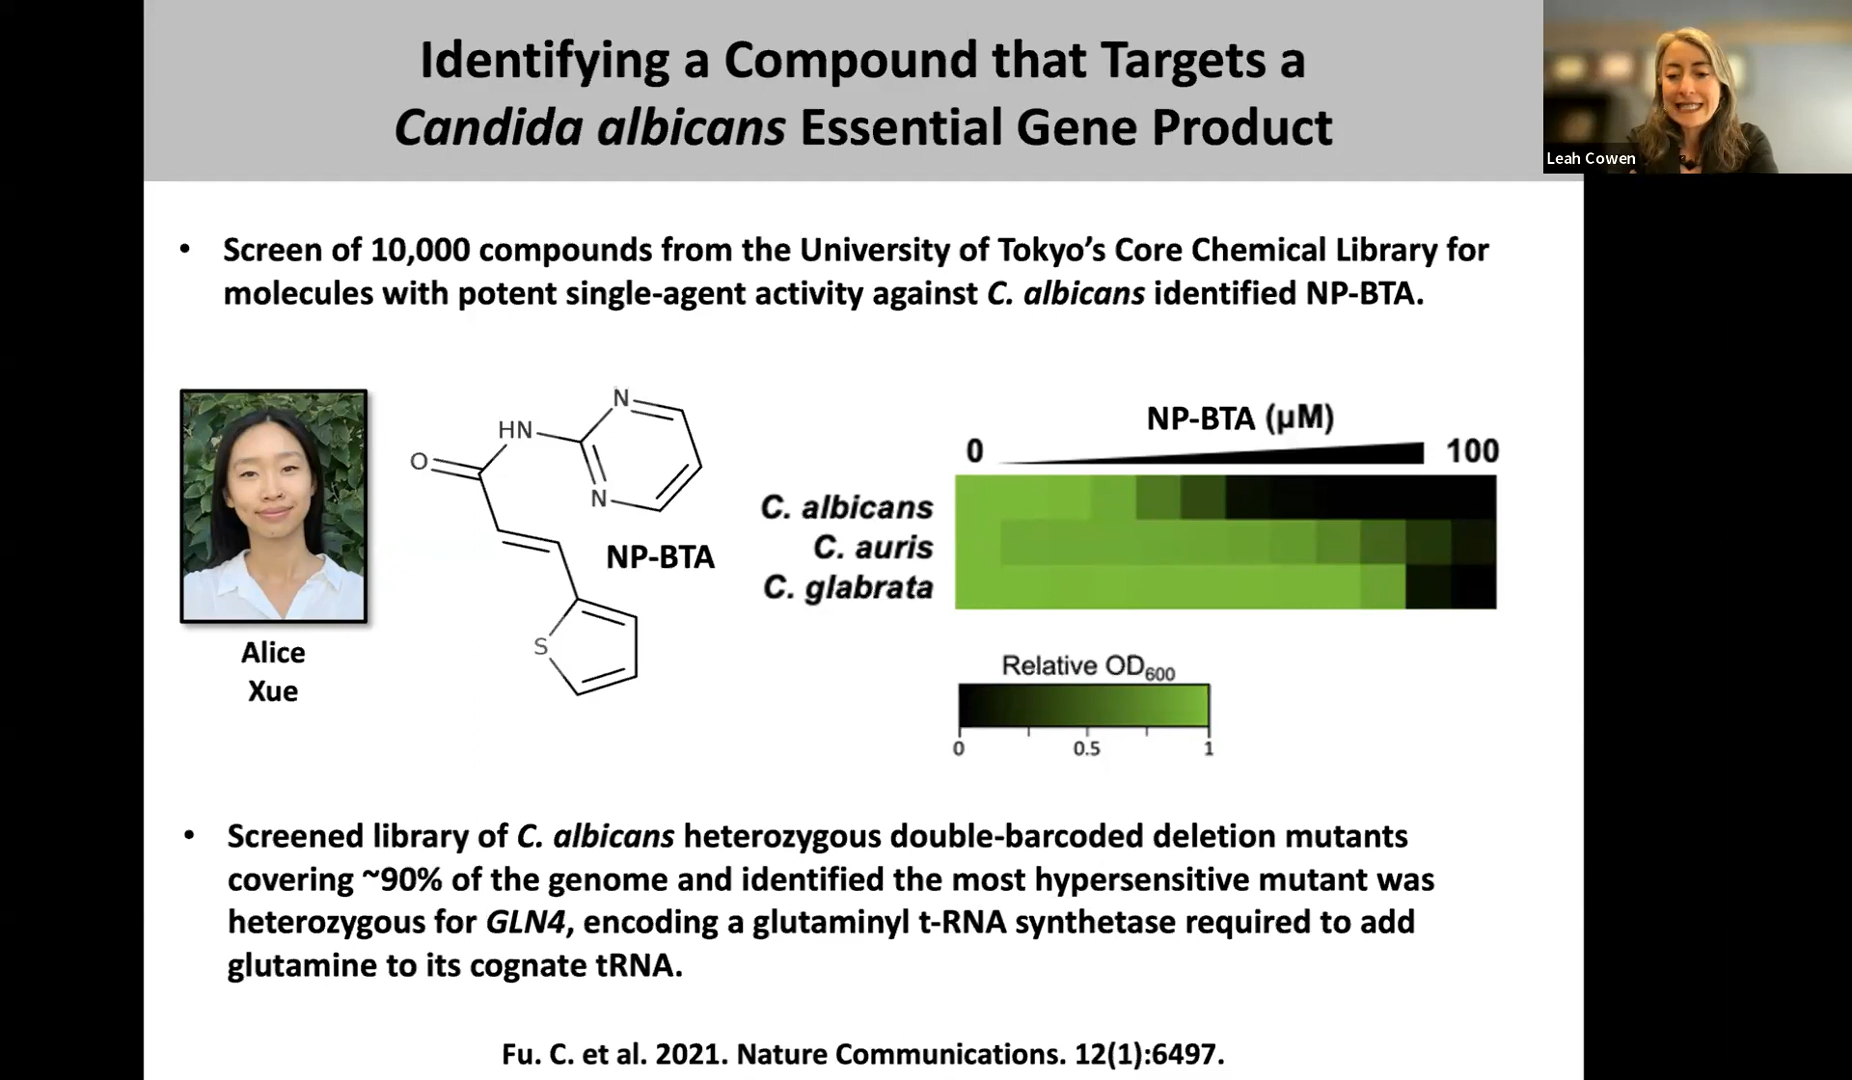 Identifying a Compound that Targets a
Candida albicans Essential Gene Product
Leah Cowen
• Screen of 10,000 compounds from the University of Tokyo’s Core Chemical Library for
molecules with potent single-agent activity against C. albicans identified NP-BTA.
Alice
Xue
N
HN
O
N
NP-BTA
S
NP-BTA (µM)
0 100
C. albicans
C. auris
C. glabrata
Relative OD600
0 0.5 1
• Screened library of C. albicans heterozygous double-barcoded deletion mutants
covering ~90% of the genome and identified the most hypersensitive mutant was
heterozygous for GLN4, encoding a glutaminyl t-RNA synthetase required to add
glutamine to its cognate tRNA.
Fu. C. et al. 2021. Nature Communications. 12(1):6497.